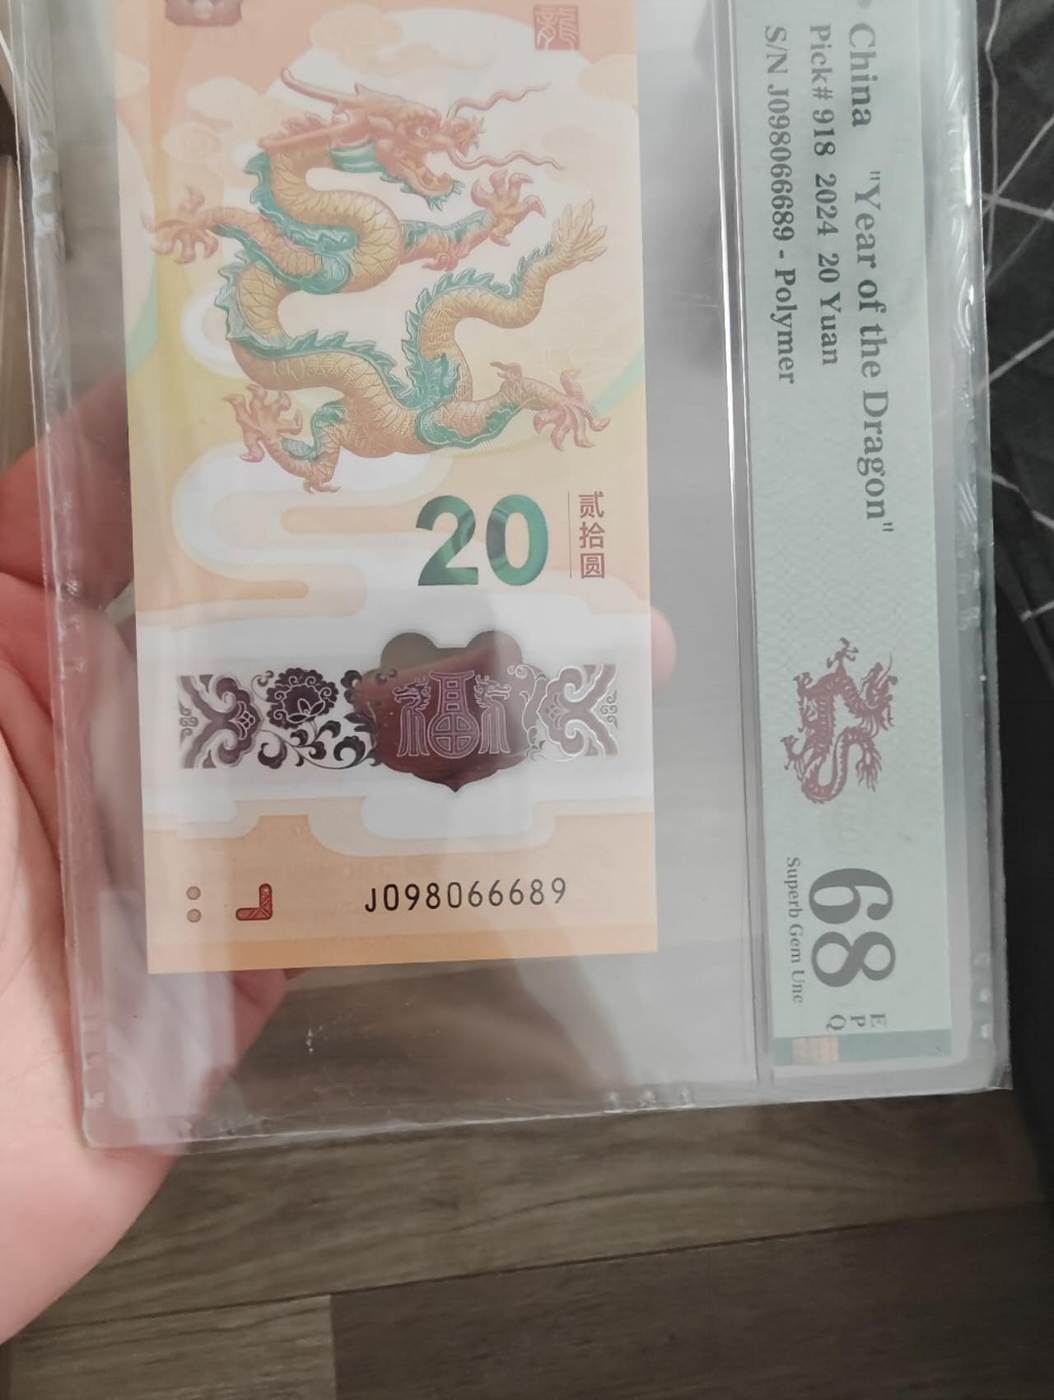 China "Year of the Dragon"
Pick# 918 2024 20 Yuan
S/N J098066689 - Polymer
68
EPQ
Superb Gem Unc
龍
20
贰拾圆
福
J098066689